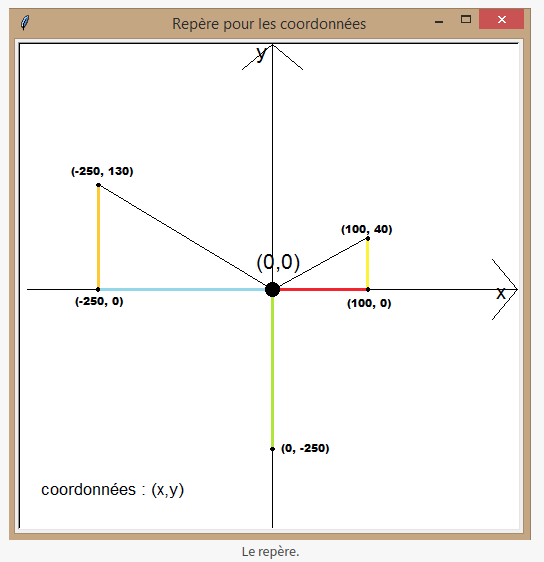 Repère pour les coordonnées
y
(-250, 130)
(100, 40)
(0,0)
x
(-250, 0)
(100, 0)
(0, -250)
coordonnées : (x,y)
Le repère.